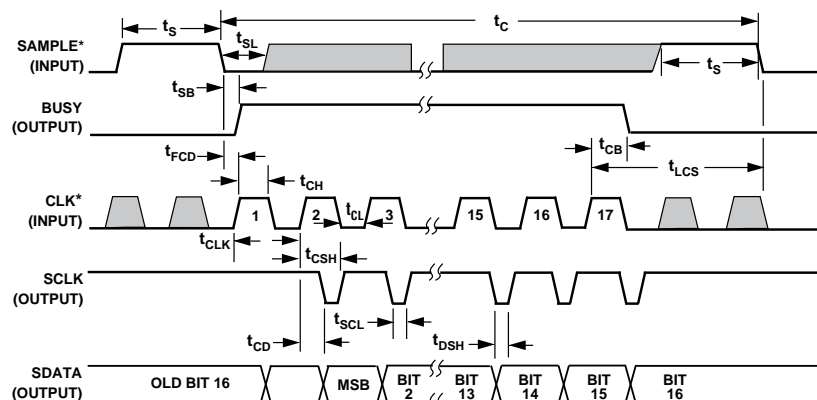 tS
tC
SAMPLE*
(INPUT)
tSL
tS
tSB
BUSY
(OUTPUT)
tFCD
tCB
tLCS
tCH
CLK*
(INPUT)
1
2
tCL
3
15
16
17
tCLK
tCSH
SCLK
(OUTPUT)
tSCL
tCD
tDSH
SDATA
(OUTPUT)
OLD BIT 16
MSB
BIT
2
BIT
13
BIT
14
BIT
15
BIT
16